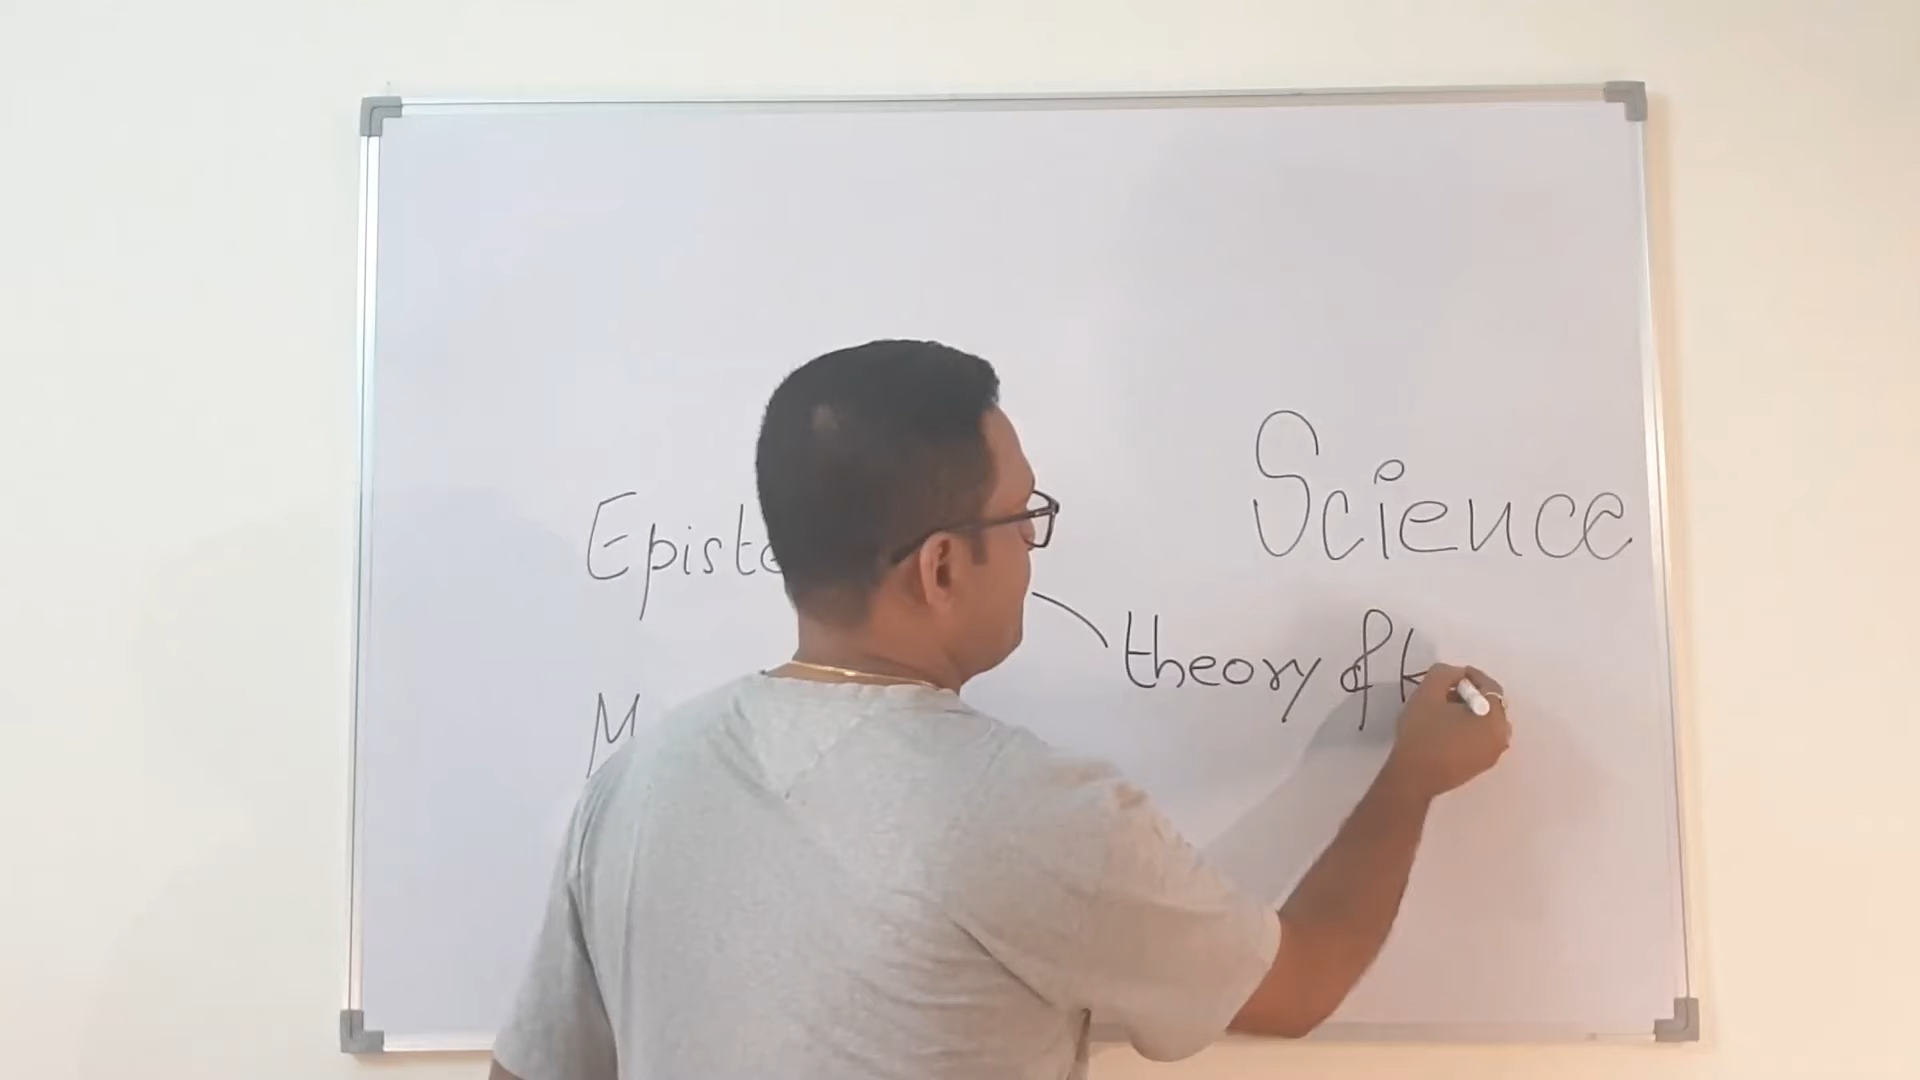 Science
Episte
theory of k
M